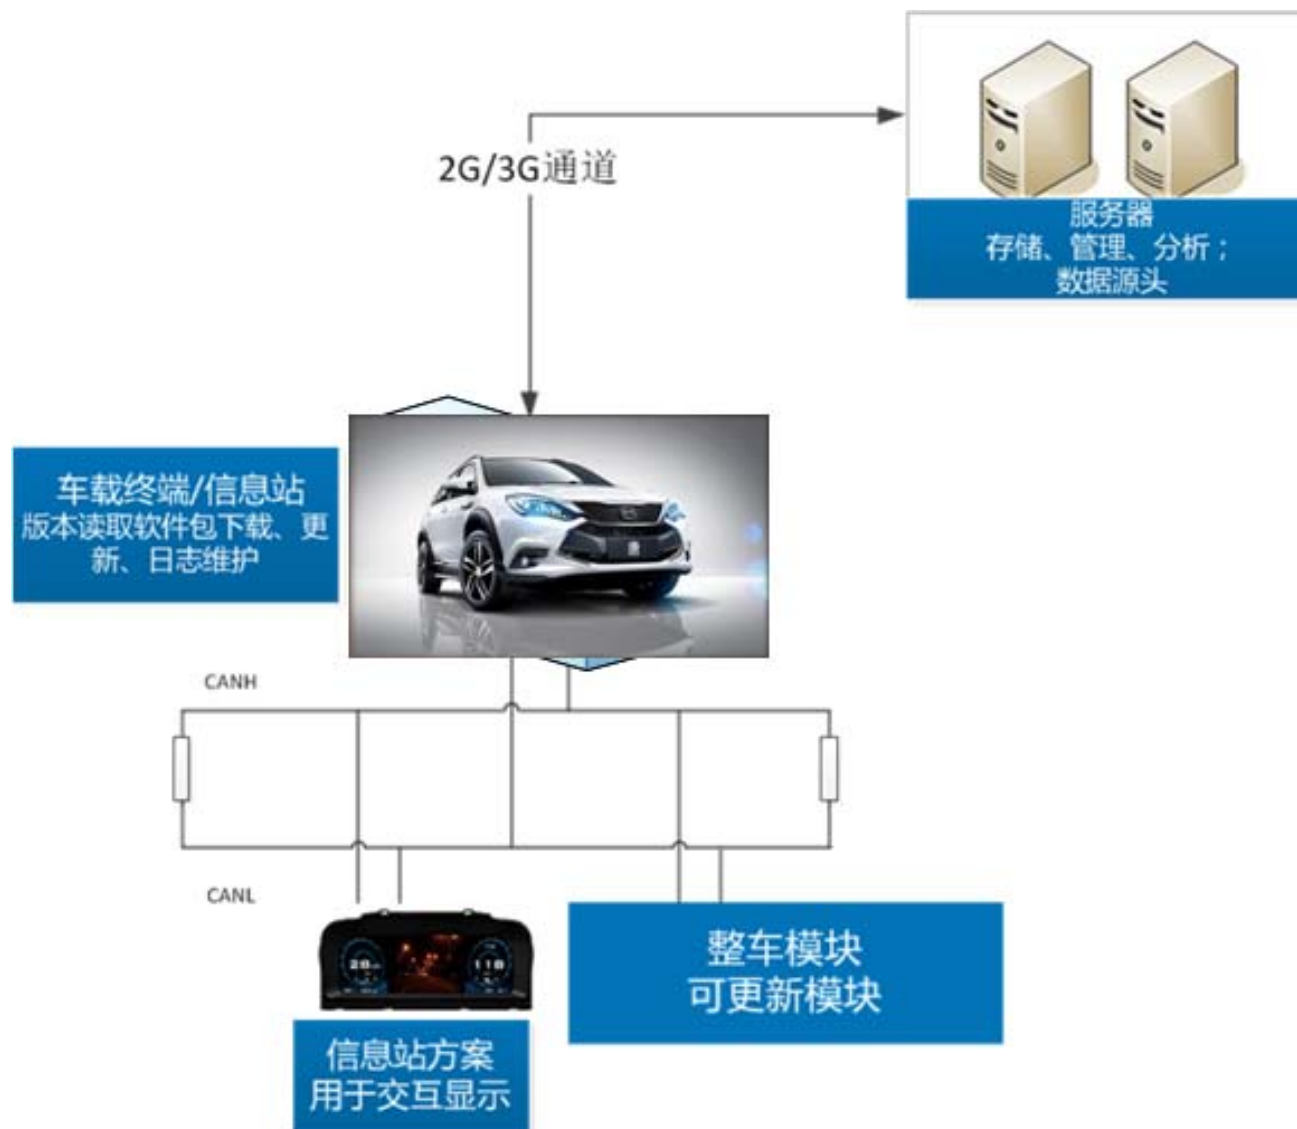 2G/3G通道
服务器
存储、管理、分析；
数据源头
车载终端/信息站
版本读取软件包下载、更
新、日志维护
CANH
CANL
28
118
整车模块
可更新模块
信息站方案
用于交互显示